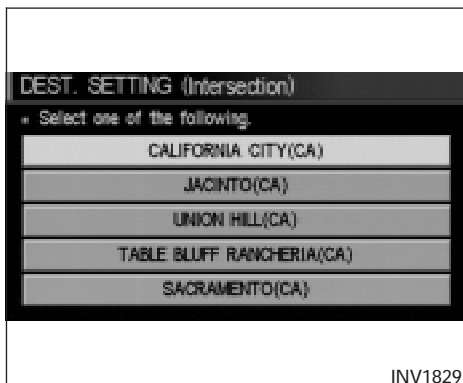 DEST. SETTING (Intersection)
Select one of the following.
CALIFORNIA CITY(CA)
JACINTO(CA)
UNION HILL(CA)
TABLE BLUFF RANCHERIA(CA)
SACRAMENTO(CA)
INV1829